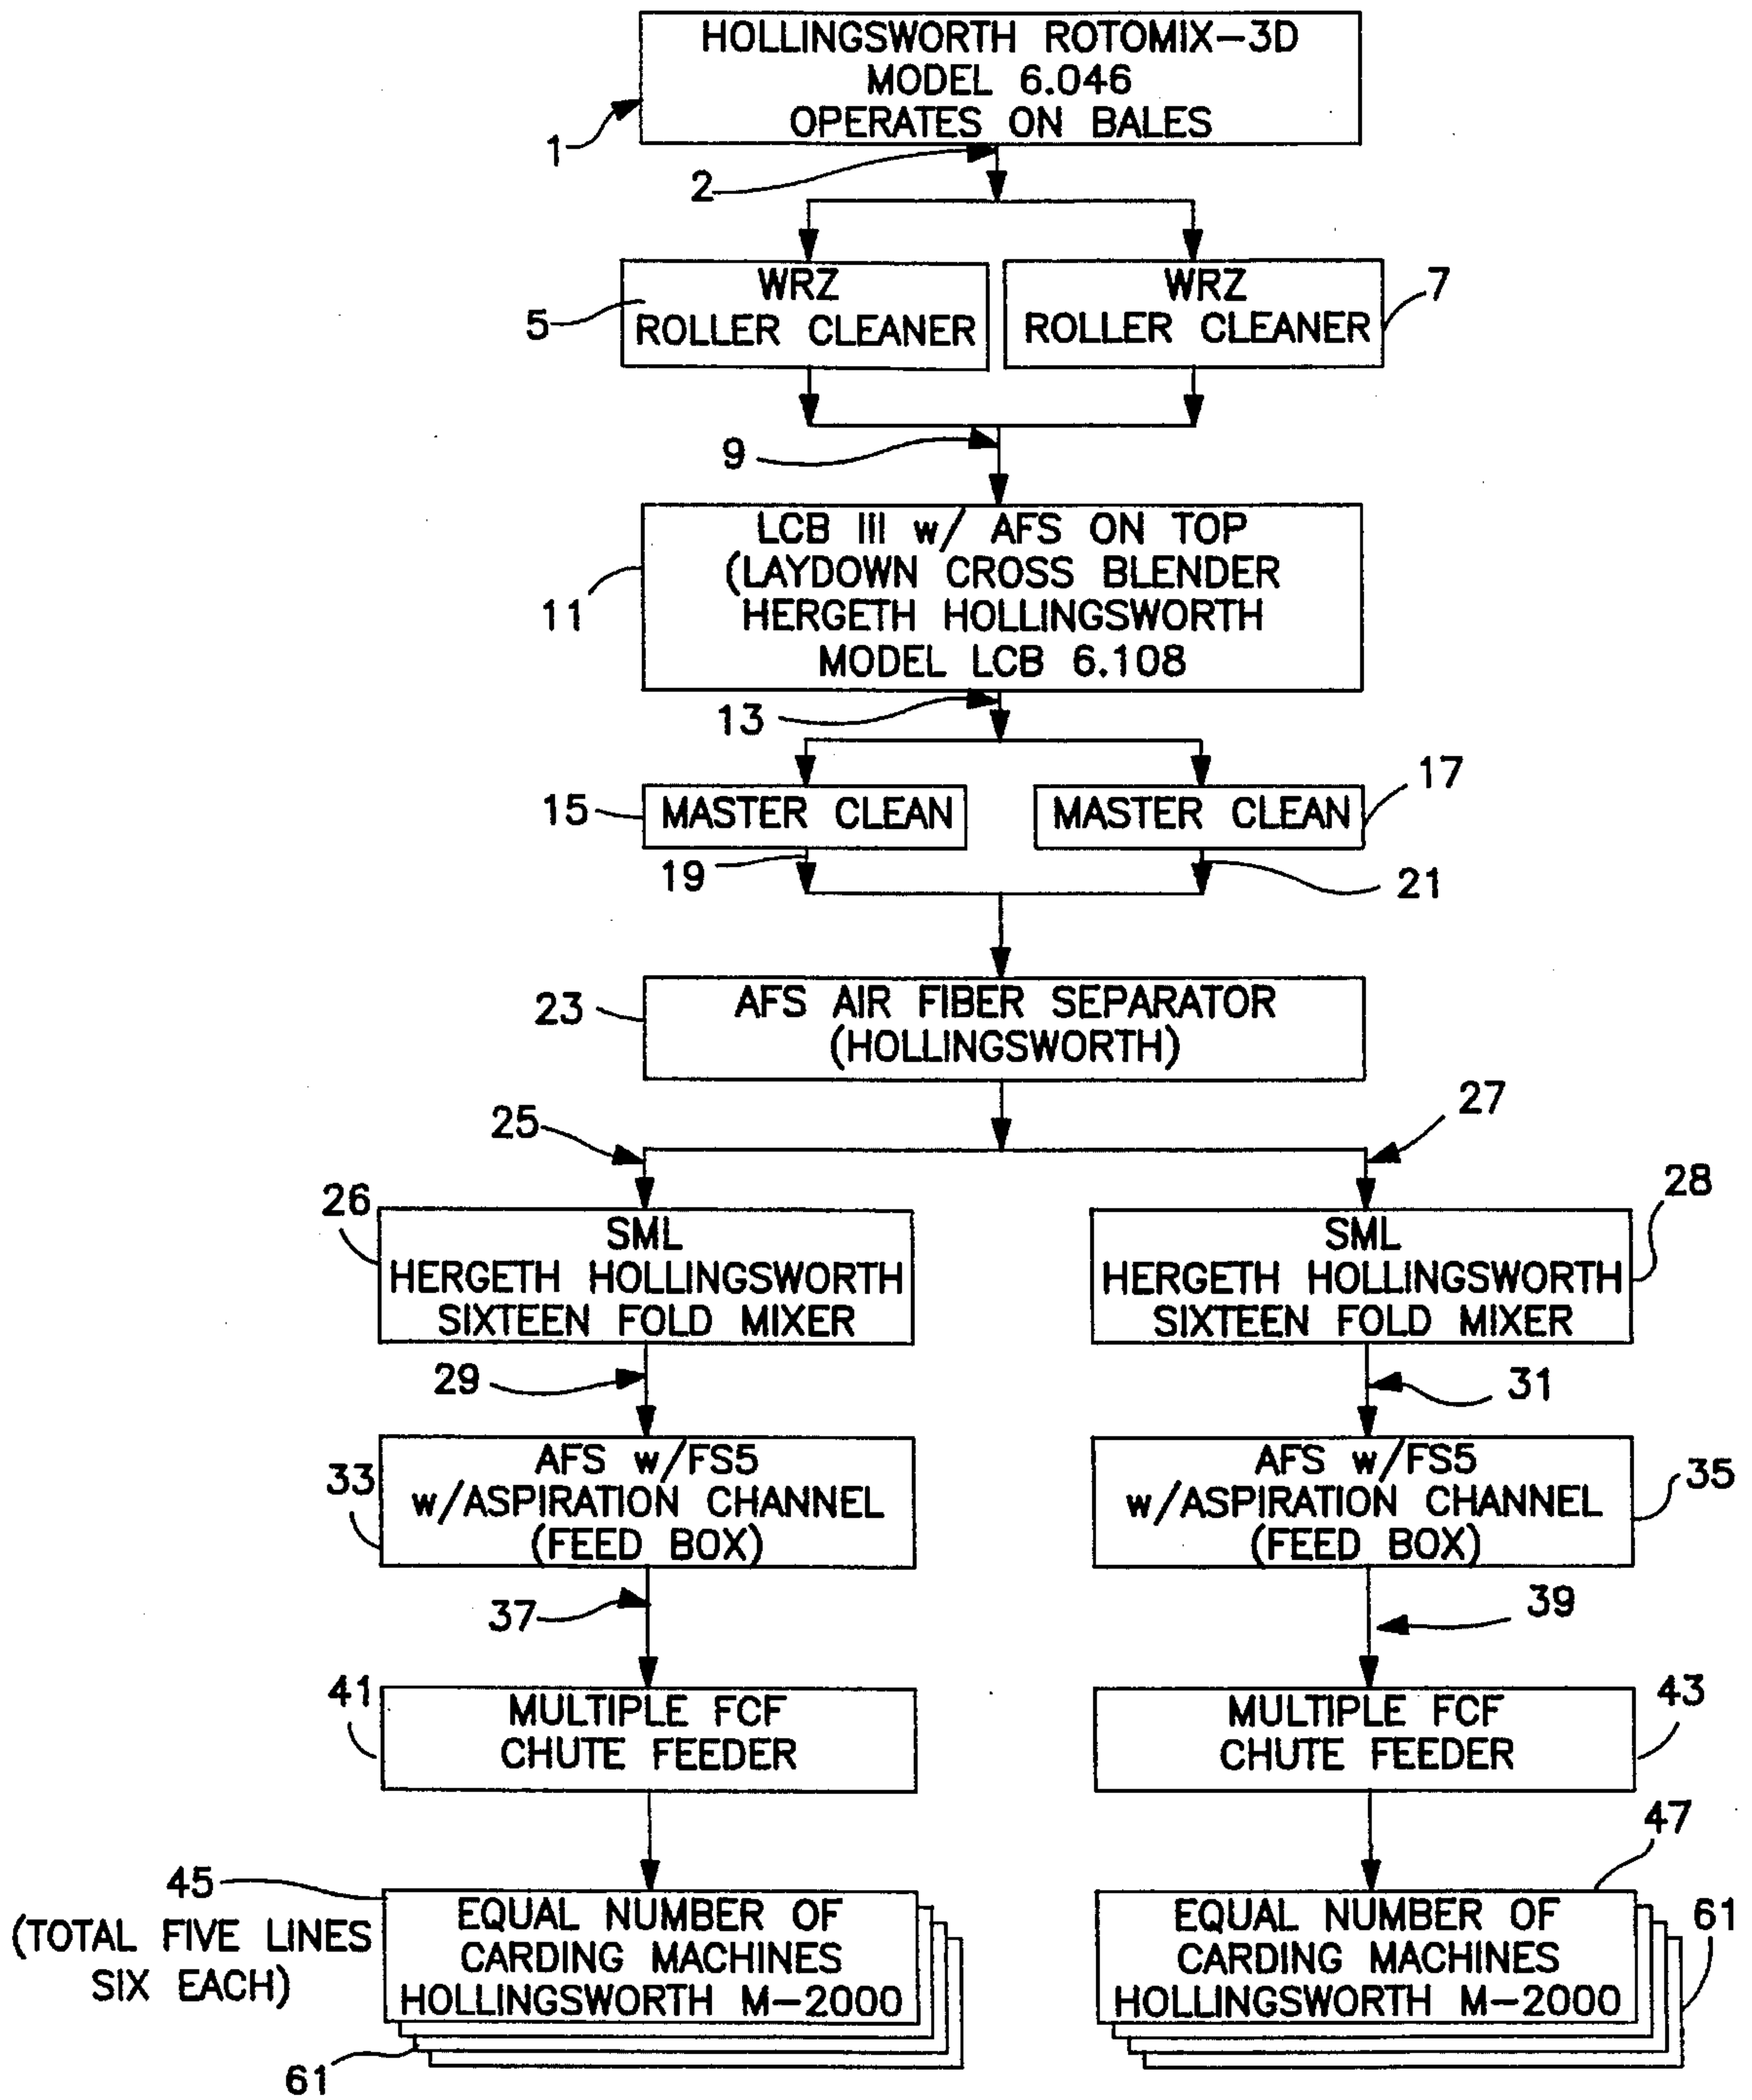 HOLLINGSWORTH ROTOMIX-3D
MODEL 6.046
OPERATES ON BALES
1
2
WRZ
ROLLER CLEANER
5
WRZ
ROLLER CLEANER
7
9
LCB III w/ AFS ON TOP
(LAYDOWN CROSS BLENDER
HERGETH HOLLINGSWORTH
MODEL LCB 6.108
11
13
15
MASTER CLEAN
MASTER CLEAN
17
19
21
23
AFS AIR FIBER SEPARATOR
(HOLLINGSWORTH)
25
27
26
SML
HERGETH HOLLINGSWORTH
SIXTEEN FOLD MIXER
28
SML
HERGETH HOLLINGSWORTH
SIXTEEN FOLD MIXER
29
31
33
AFS w/FS5
w/ASPIRATION CHANNEL
(FEED BOX)
35
AFS w/FS5
w/ASPIRATION CHANNEL
(FEED BOX)
37
39
41
MULTIPLE FCF
CHUTE FEEDER
43
MULTIPLE FCF
CHUTE FEEDER
45
(TOTAL FIVE LINES
SIX EACH)
EQUAL NUMBER OF
CARDING MACHINES
HOLLINGSWORTH M-2000
61
47
EQUAL NUMBER OF
CARDING MACHINES
HOLLINGSWORTH M-2000
61